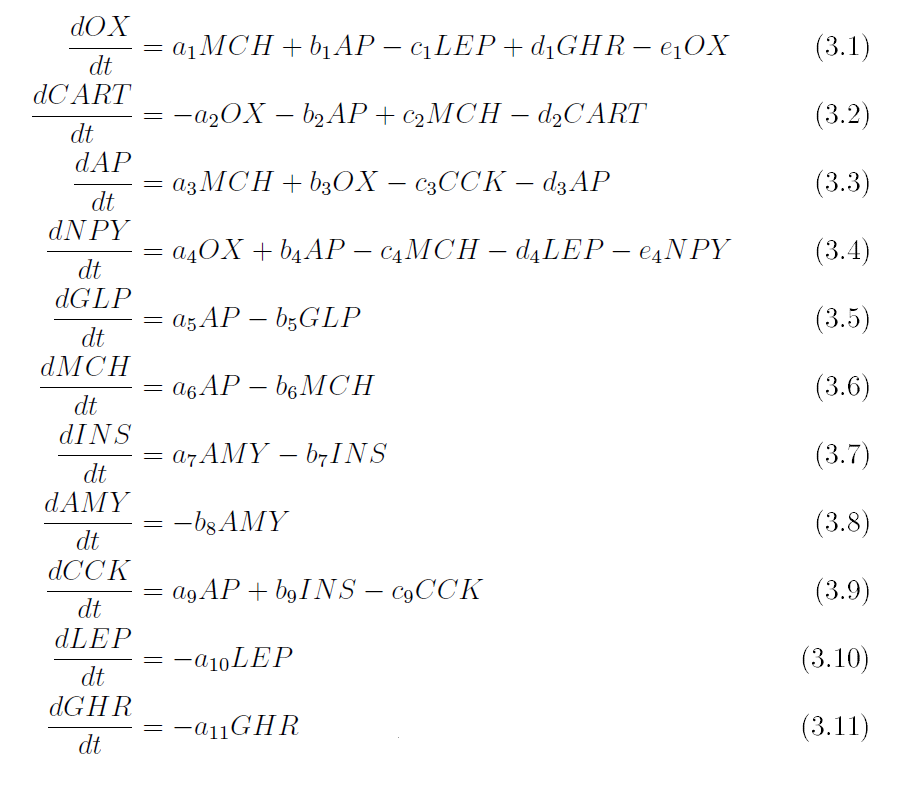 dOX/dt = a₁MCH + b₁AP − c₁LEP + d₁GHR − e₁OX (3.1)
dCART/dt = −a₂OX − b₂AP + c₂MCH − d₂CART (3.2)
dAP/dt = a₃MCH + b₃OX − c₃CCK − d₃AP (3.3)
dNPY/dt = a₄OX + b₄AP − c₄MCH − d₄LEP − e₄NPY (3.4)
dGLP/dt = a₅AP − b₅GLP (3.5)
dMCH/dt = a₆AP − b₆MCH (3.6)
dINS/dt = a₇AMY − b₇INS (3.7)
dAMY/dt = −b₈AMY (3.8)
dCCK/dt = a₉AP + b₉INS − c₉CCK (3.9)
dLEP/dt = −a₁₀LEP (3.10)
dGHR/dt = −a₁₁GHR (3.11)